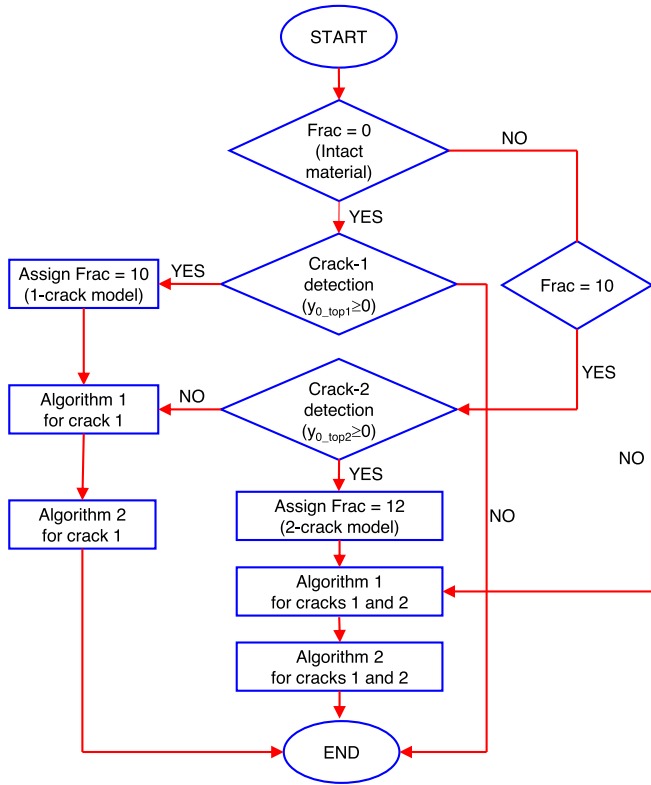 START
Frac = 0
(Intact
material)
NO
YES
Crack-1
detection
(y0_top1≥0)
YES
Assign Frac = 10
(1-crack model)
Frac = 10
YES
Crack-2
detection
(y0_top2≥0)
NO
Algorithm 1
for crack 1
NO
YES
NO
Algorithm 2
for crack 1
Assign Frac = 12
(2-crack model)
Algorithm 1
for cracks 1 and 2
Algorithm 2
for cracks 1 and 2
END